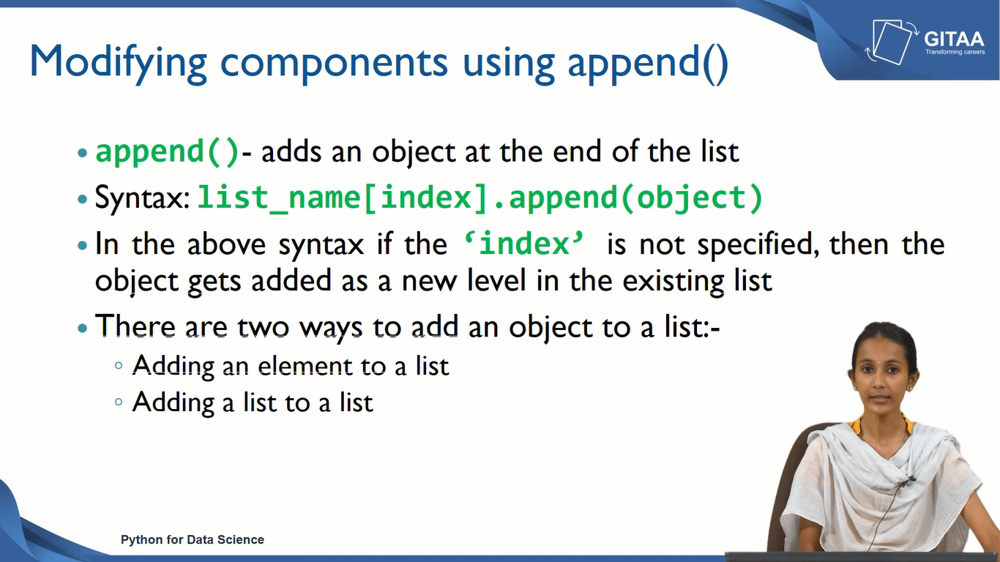 GITAA
Transforming careers
Modifying components using append()
• append()- adds an object at the end of the list
• Syntax: list_name[index].append(object)
• In the above syntax if the ‘index’ is not specified, then the
object gets added as a new level in the existing list
• There are two ways to add an object to a list:-
◦ Adding an element to a list
◦ Adding a list to a list
Python for Data Science